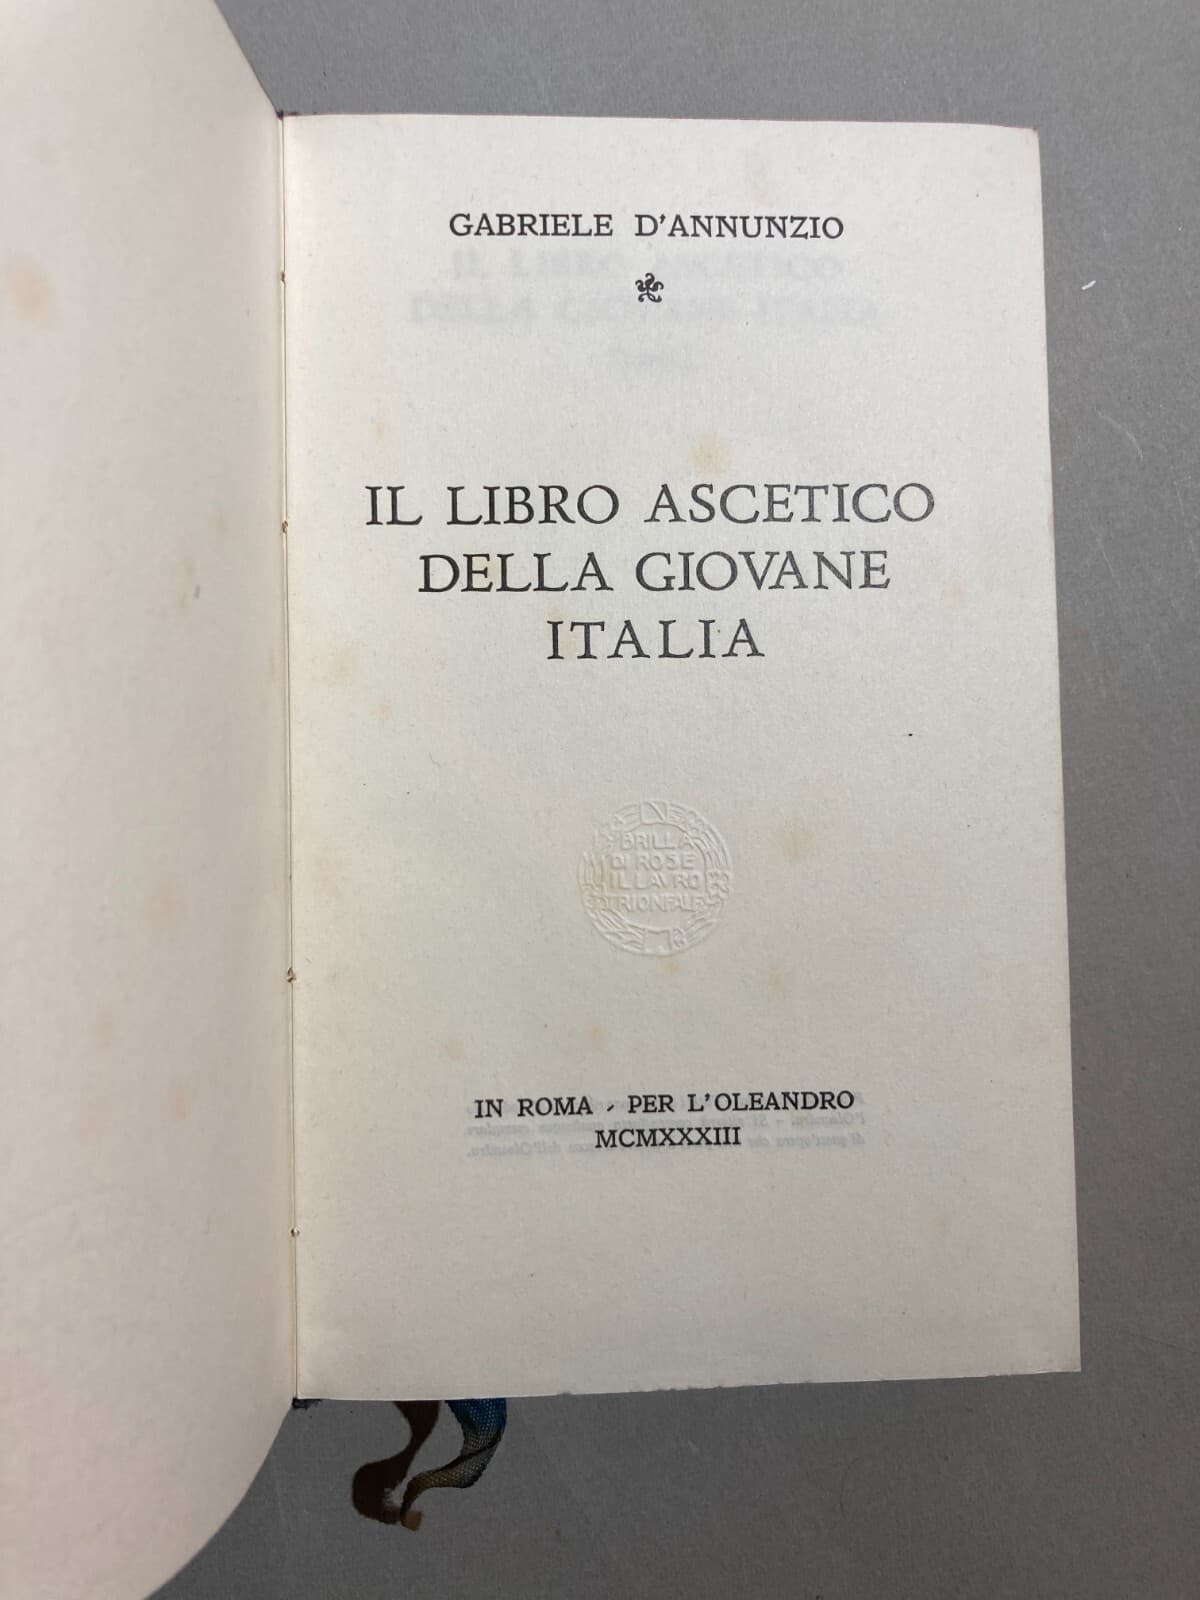 GABRIELE D'ANNUNZIO
IL LIBRO ASCETICO
DELLA GIOVANE
ITALIA
BRILLA
DI ROSE
IL LAVRO
TRIONFALE
IN ROMA - PER L'OLEANDRO
MCMXXXIII